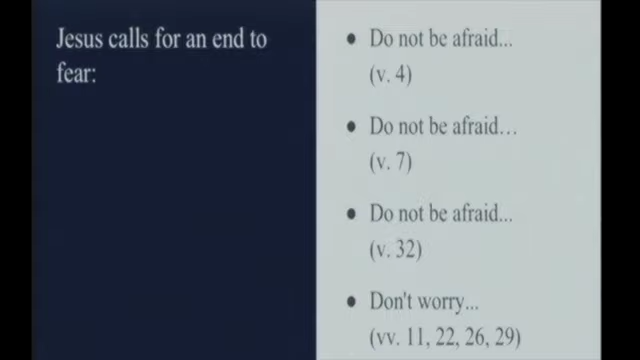 Jesus calls for an end to
fear:
• Do not be afraid...
(v. 4)
• Do not be afraid…
(v. 7)
• Do not be afraid...
(v. 32)
• Don't worry...
(vv. 11, 22, 26, 29)